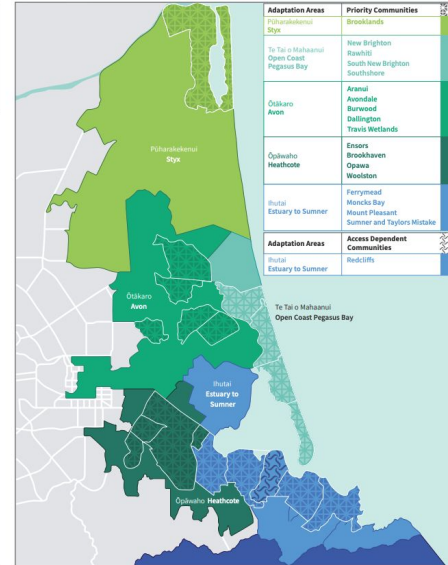 Adaptation Areas Priority Communities
Pūharakekenui Brooklands
Styx
Te Tai o Mahaanui New Brighton
Open Coast Rawhiti
Pegasus Bay South New Brighton
Southshore
Ōtākaro Aranui
Avon Avondale
Burwood
Dallington
Travis Wetlands
Ōpāwaho Ensors
Heathcote Brookhaven
Opawa
Woolston
Ihutai Ferrymead
Estuary to Sumner Moncks Bay
Mount Pleasant
Sumner and Taylors Mistake
Adaptation Areas Access Dependent
Communities
Ihutai Redcliffs
Estuary to Sumner
Pūharakekenui
Styx
Ōtākaro
Avon
Te Tai o Mahaanui
Open Coast Pegasus Bay
Ihutai
Estuary to
Sumner
Ōpāwaho Heathcote